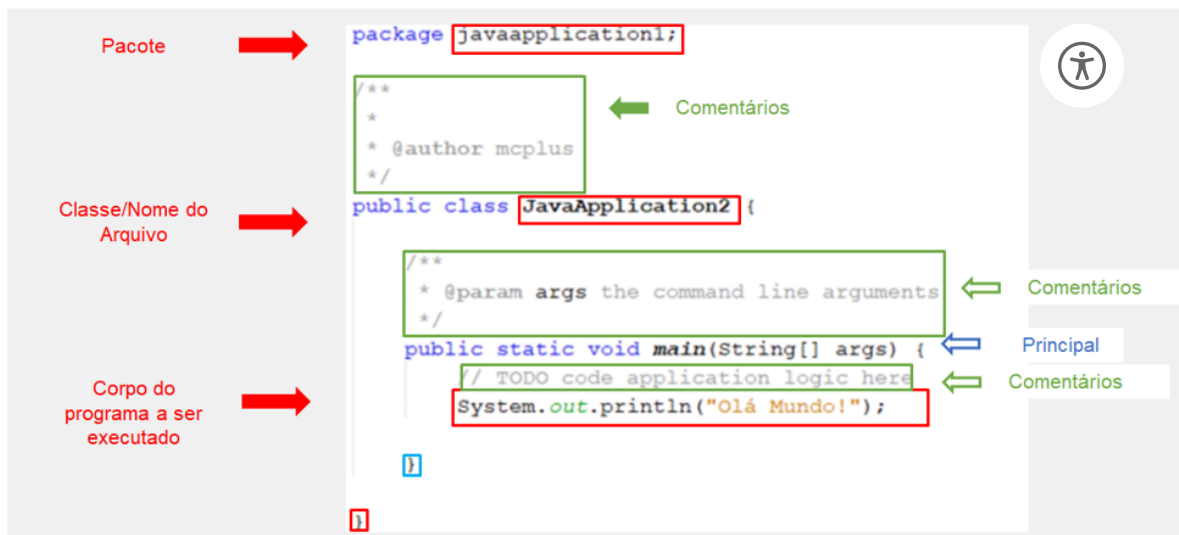 Pacote
package javaapplication1;
/**
*
* @author mcplus
*/
Comentários
Classe/Nome do
Arquivo
public class JavaApplication2 {
/**
* @param args the command line arguments
*/
Comentários
public static void main(String[] args) {
Principal
// TODO code application logic here
Comentários
Corpo do
programa a ser
executado
System.out.println("Olá Mundo!");
}
}